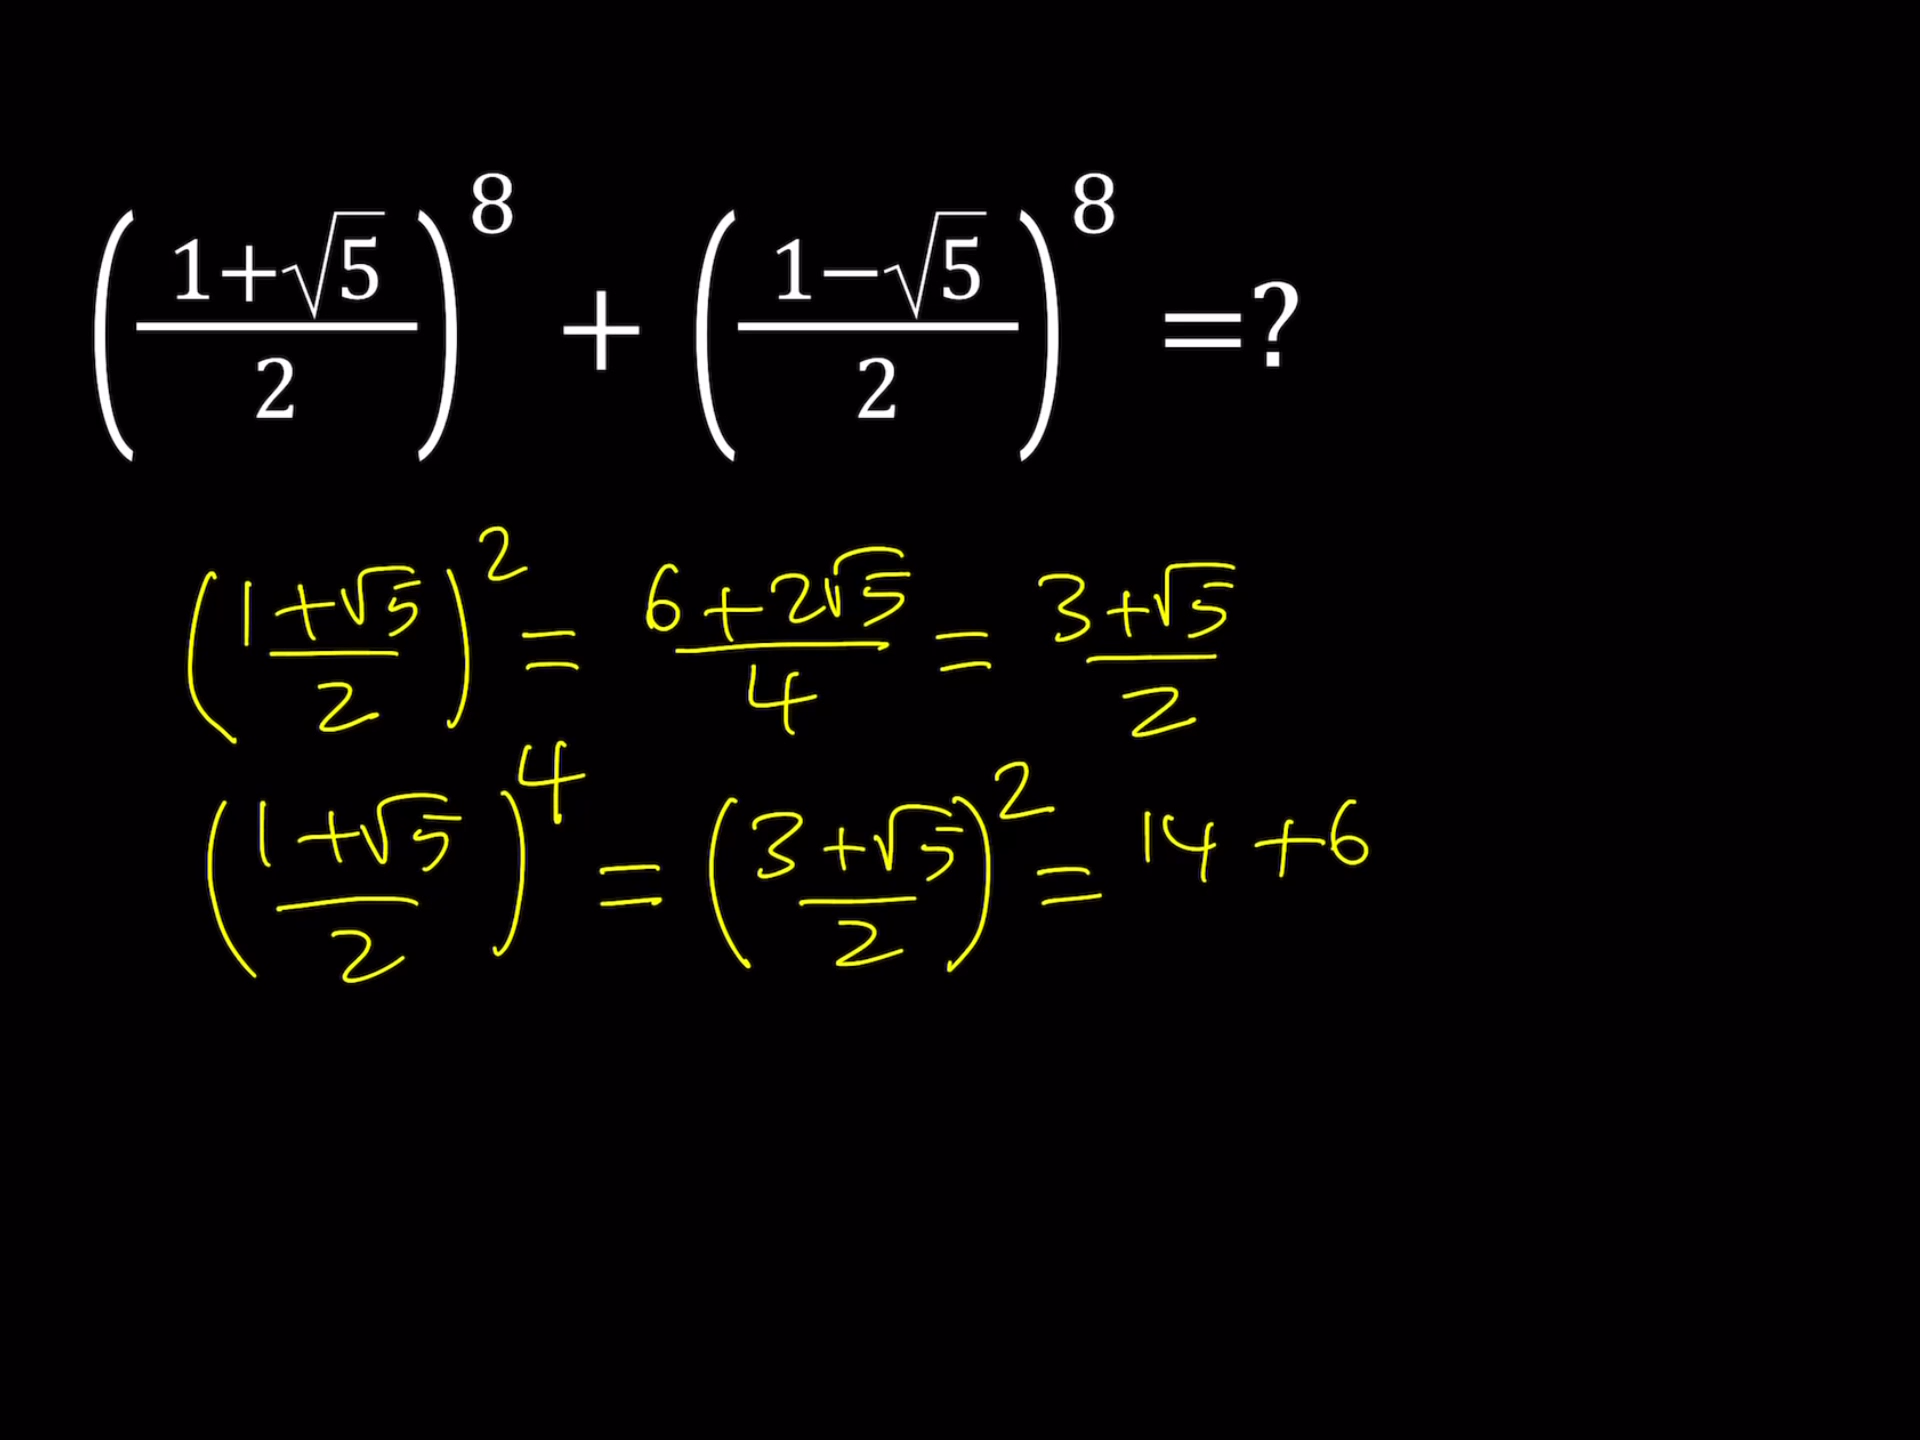 (1+√5/2)^8 + (1−√5/2)^8 =?
(1+√5/2)^2 = 6+2√5/4 = 3+√5/2
(1+√5/2)^4 = (3+√5/2)^2 = 14+6